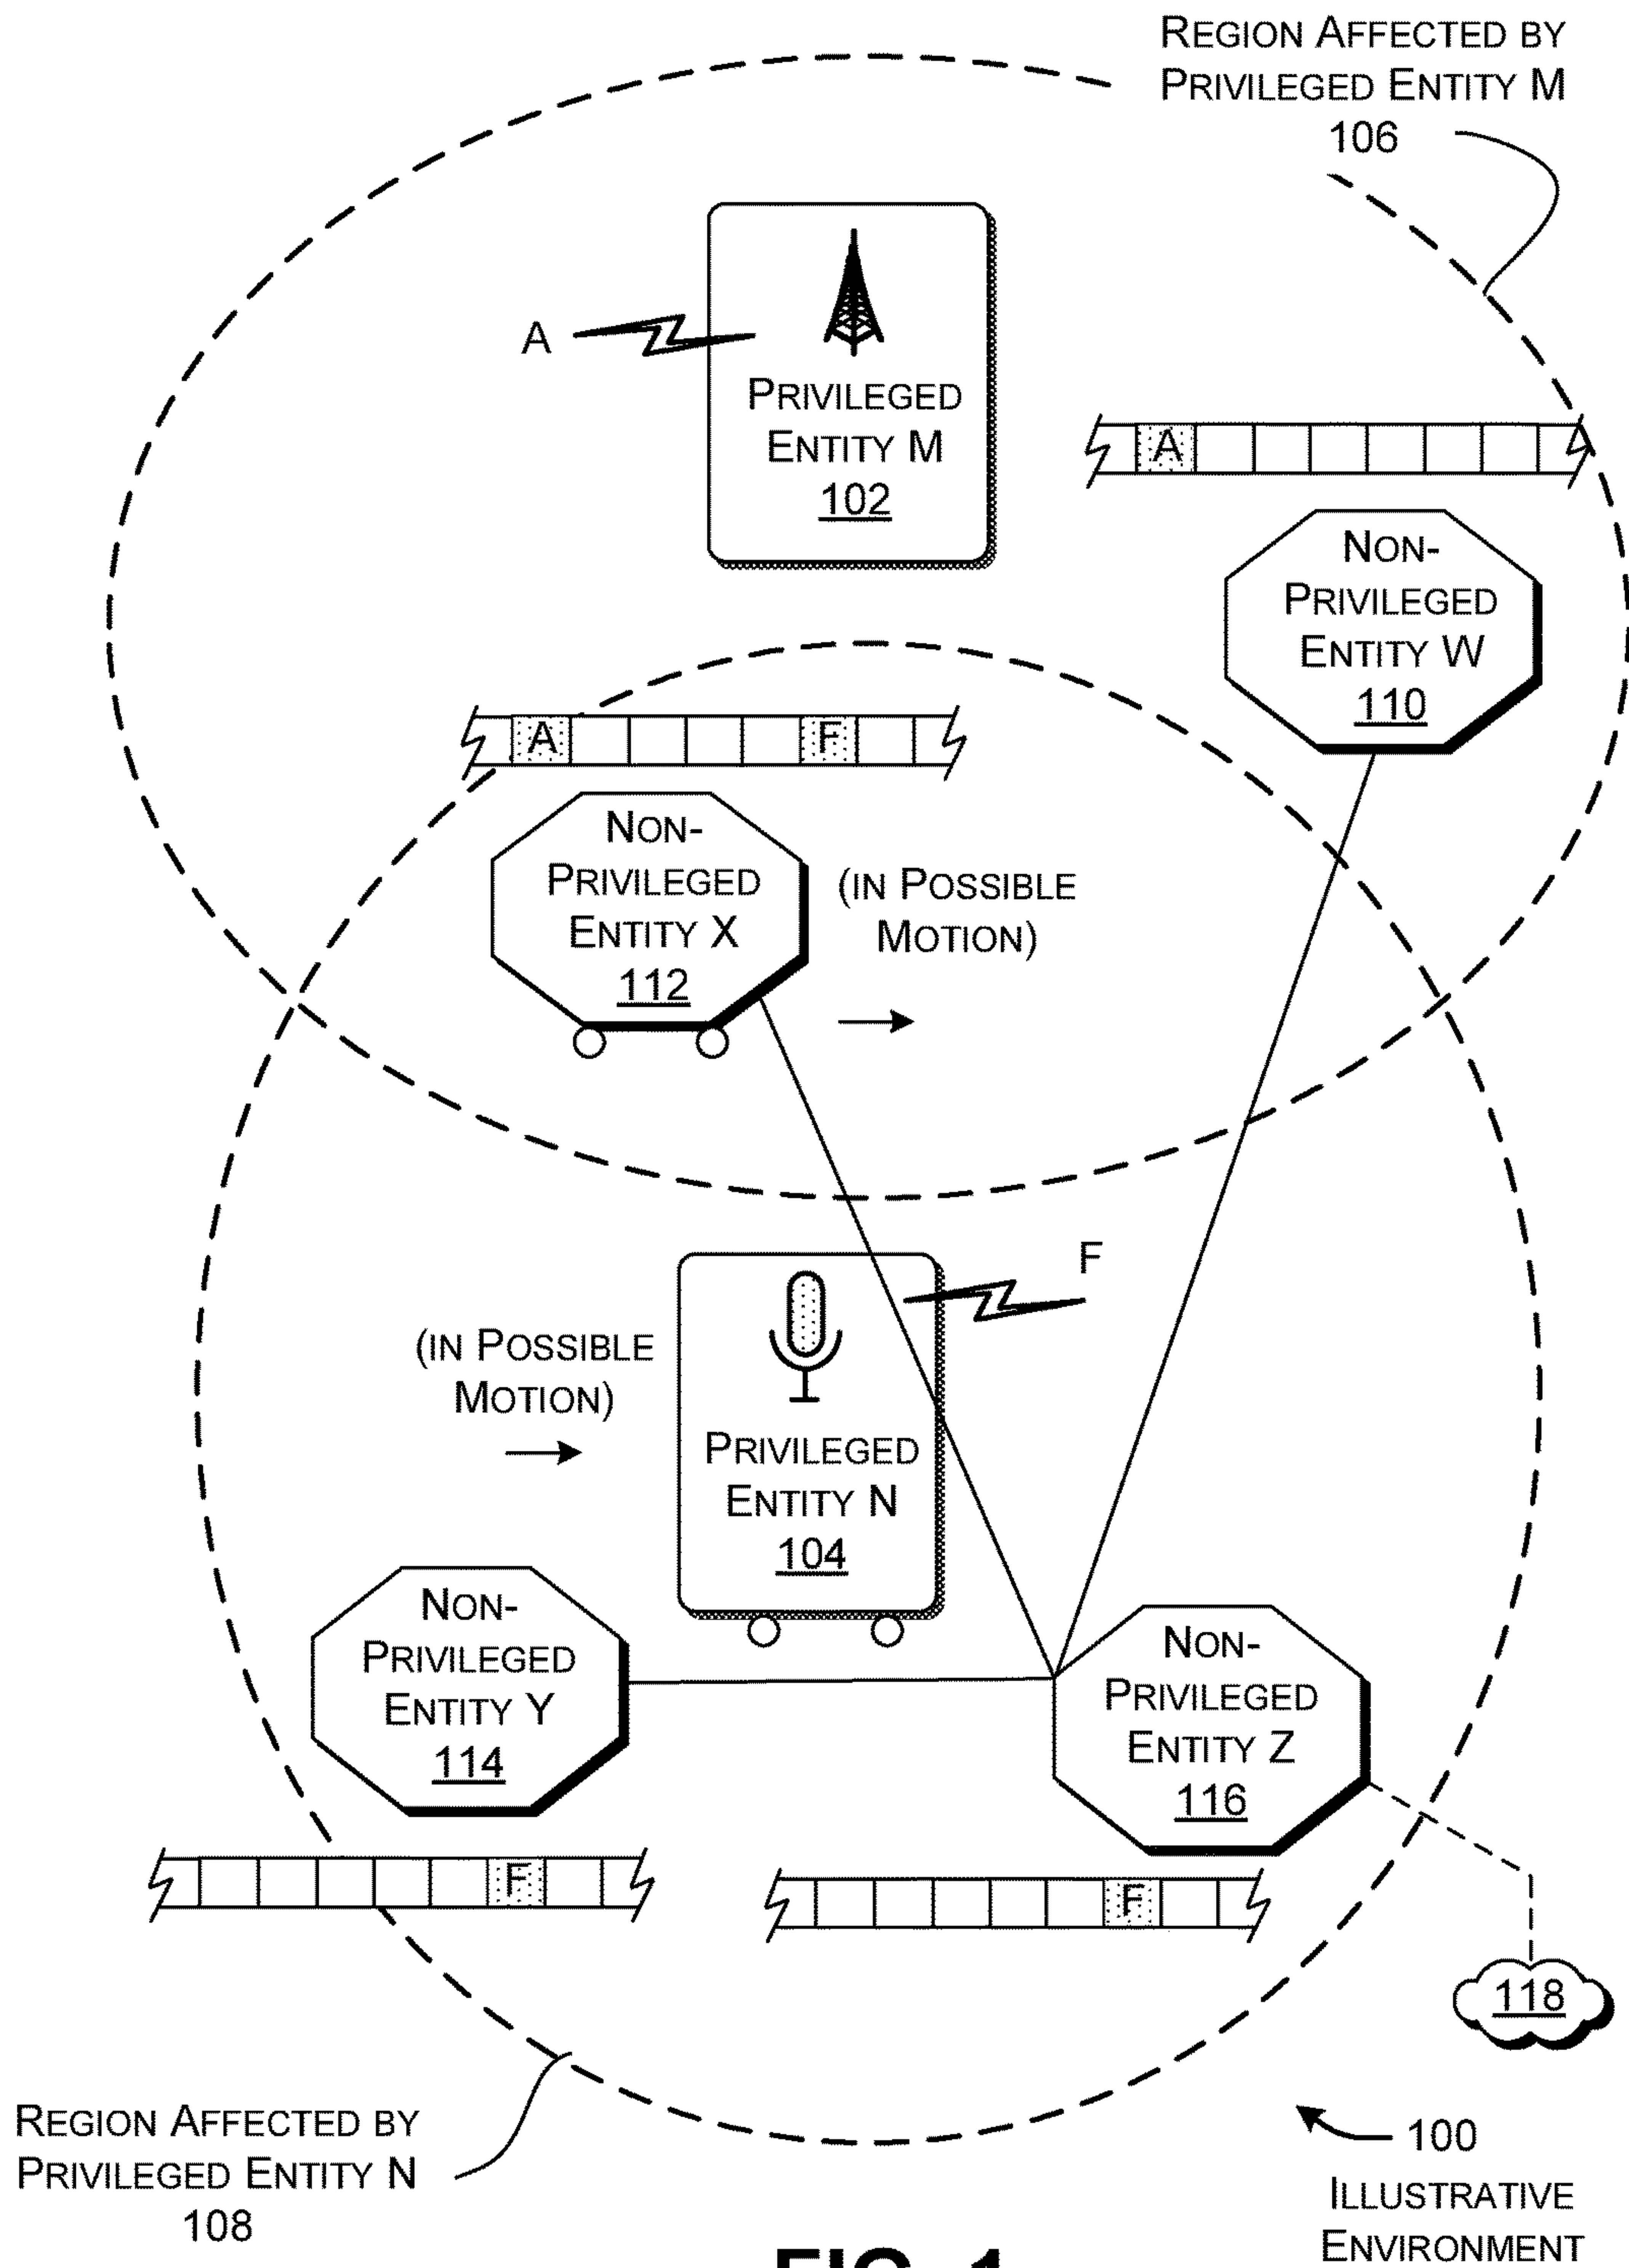 REGION AFFECTED BY
PRIVILEGED ENTITY M
106
A
PRIVILEGED
ENTITY M
102
A
NON-
PRIVILEGED
ENTITY W
110
A F
NON-
PRIVILEGED
ENTITY X
112
(IN POSSIBLE
MOTION)
F
(IN POSSIBLE
MOTION)
PRIVILEGED
ENTITY N
104
NON-
PRIVILEGED
ENTITY Y
114
NON-
PRIVILEGED
ENTITY Z
116
F
F
118
REGION AFFECTED BY
PRIVILEGED ENTITY N
108
100
ILLUSTRATIVE
ENVIRONMENT
FIG. 1